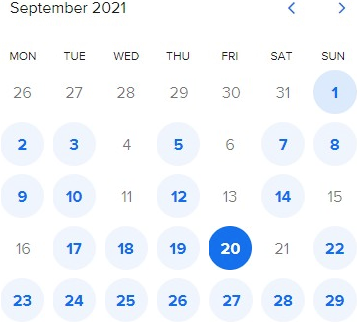 September 2021
MON TUE WED THU FRI SAT SUN
26 27 28 29 30 31 1
2 3 4 5 6 7 8
9 10 11 12 13 14 15
16 17 18 19 20 21 22
23 24 25 26 27 28 29